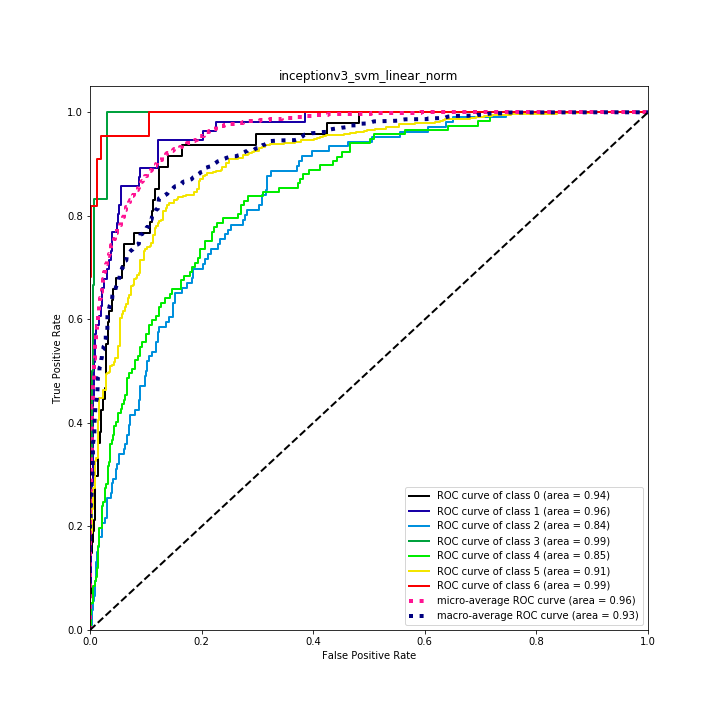 inceptionv3_svm_linear_norm
True Positive Rate
1.0
0.8
0.6
0.4
0.2
0.0
0.0
0.2
0.4
0.6
0.8
1.0
False Positive Rate
ROC curve of class 0 (area = 0.94)
ROC curve of class 1 (area = 0.96)
ROC curve of class 2 (area = 0.84)
ROC curve of class 3 (area = 0.99)
ROC curve of class 4 (area = 0.85)
ROC curve of class 5 (area = 0.91)
ROC curve of class 6 (area = 0.99)
micro-average ROC curve (area = 0.96)
macro-average ROC curve (area = 0.93)